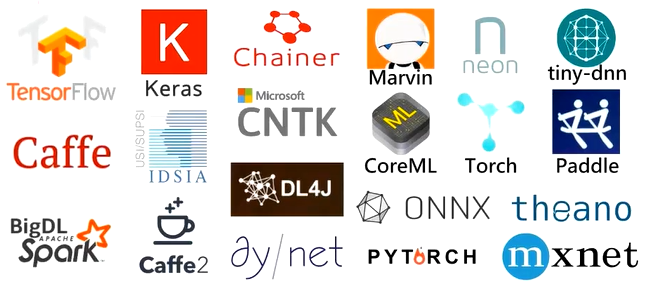 TensorFlow
K
Keras
Chainer
Marvin
n
neon
tiny-dnn
Caffe
USI/SUPSI
IDSIA
Microsoft
CNTK
ML
CoreML
Torch
Paddle
DL4J
ONNX
theano
BigDL
APACHE
Spark
Caffe2
∂y/net
PYTORCH
mxnet